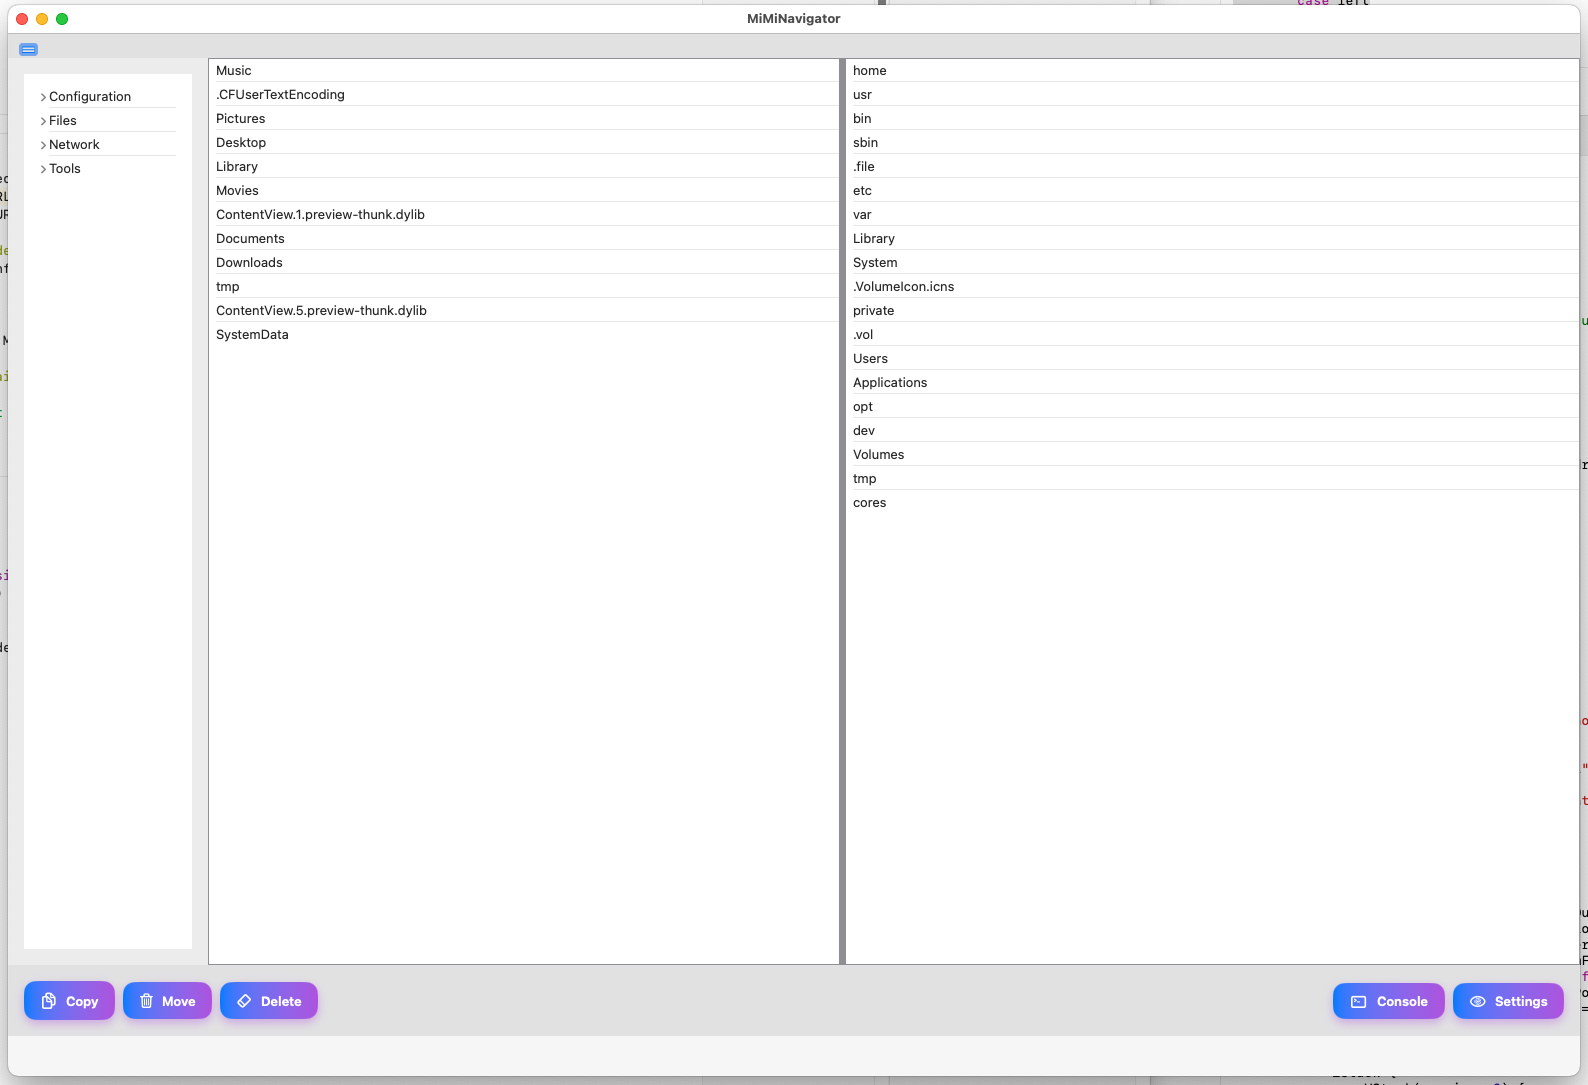 MiMiNavigator
Configuration
Files
Network
Tools
Music
.CFUserTextEncoding
Pictures
Desktop
Library
Movies
ContentView.1.preview-thunk.dylib
Documents
Downloads
tmp
ContentView.5.preview-thunk.dylib
SystemData
home
usr
bin
sbin
.file
etc
var
Library
System
.VolumeIcon.icns
private
.vol
Users
Applications
opt
dev
Volumes
tmp
cores
Copy
Move
Delete
Console
Settings